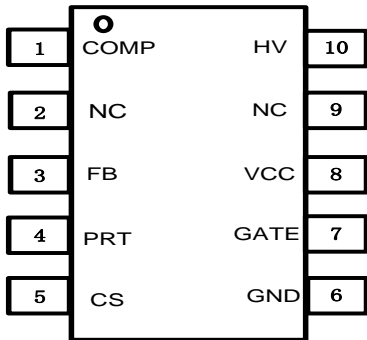 1 COMP HV 10
2 NC NC 9
3 FB VCC 8
4 PRT GATE 7
5 CS GND 6